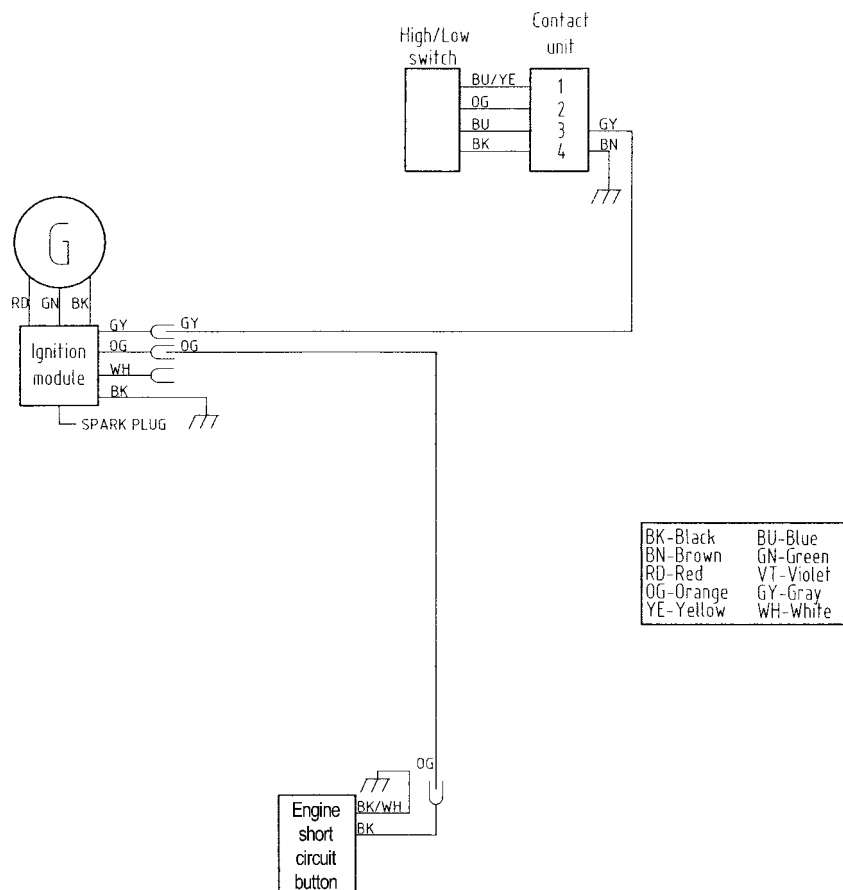 High/Low
switch
Contact
unit
BU/YE
OG
BU
BK
1
2
3
4
GY
BN
G
RD GN BK
Ignition
module
GY
OG
WH
BK
GY
OG
SPARK PLUG
BK-Black BU-Blue
BN-Brown GN-Green
RD-Red VT-Violet
OG-Orange GY-Gray
YE-Yellow WH-White
OG
BK/WH
BK
Engine
short
circuit
button